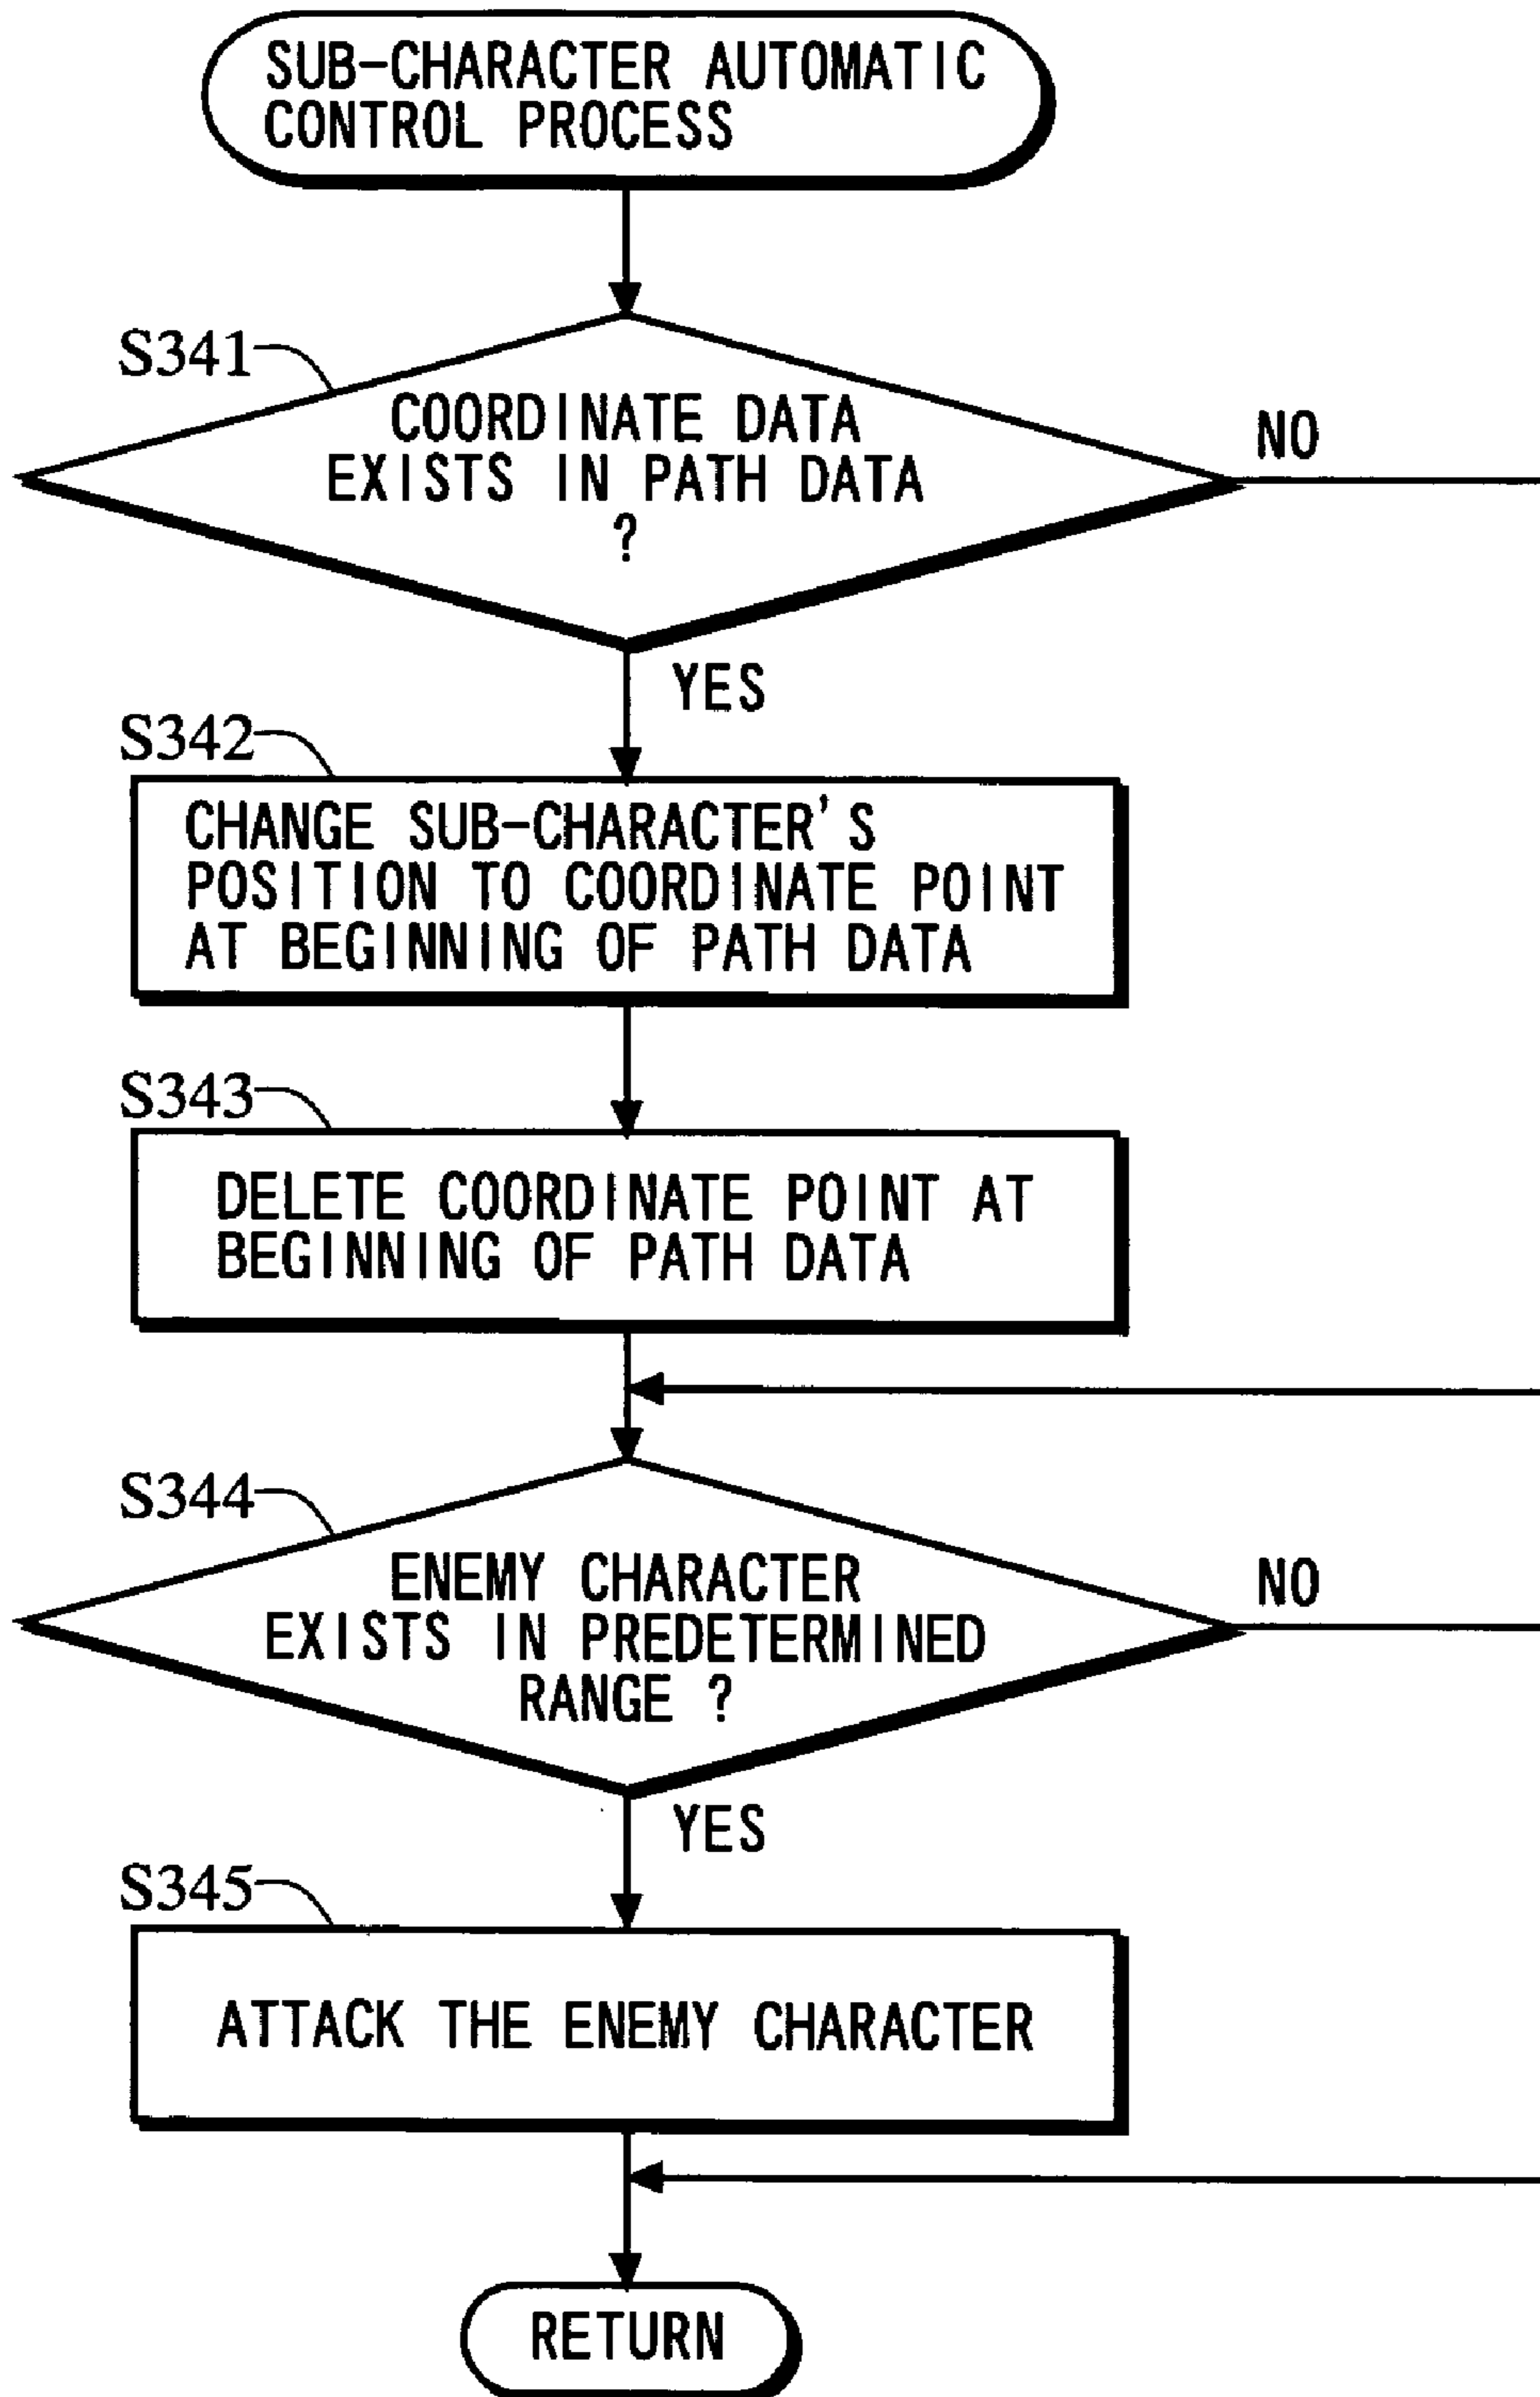 SUB-CHARACTER AUTOMATIC
CONTROL PROCESS
S341
COORDINATE DATA
EXISTS IN PATH DATA
?
NO
YES
S342
CHANGE SUB-CHARACTER'S
POSITION TO COORDINATE POINT
AT BEGINNING OF PATH DATA
S343
DELETE COORDINATE POINT AT
BEGINNING OF PATH DATA
S344
ENEMY CHARACTER
EXISTS IN PREDETERMINED
RANGE ?
NO
YES
S345
ATTACK THE ENEMY CHARACTER
RETURN